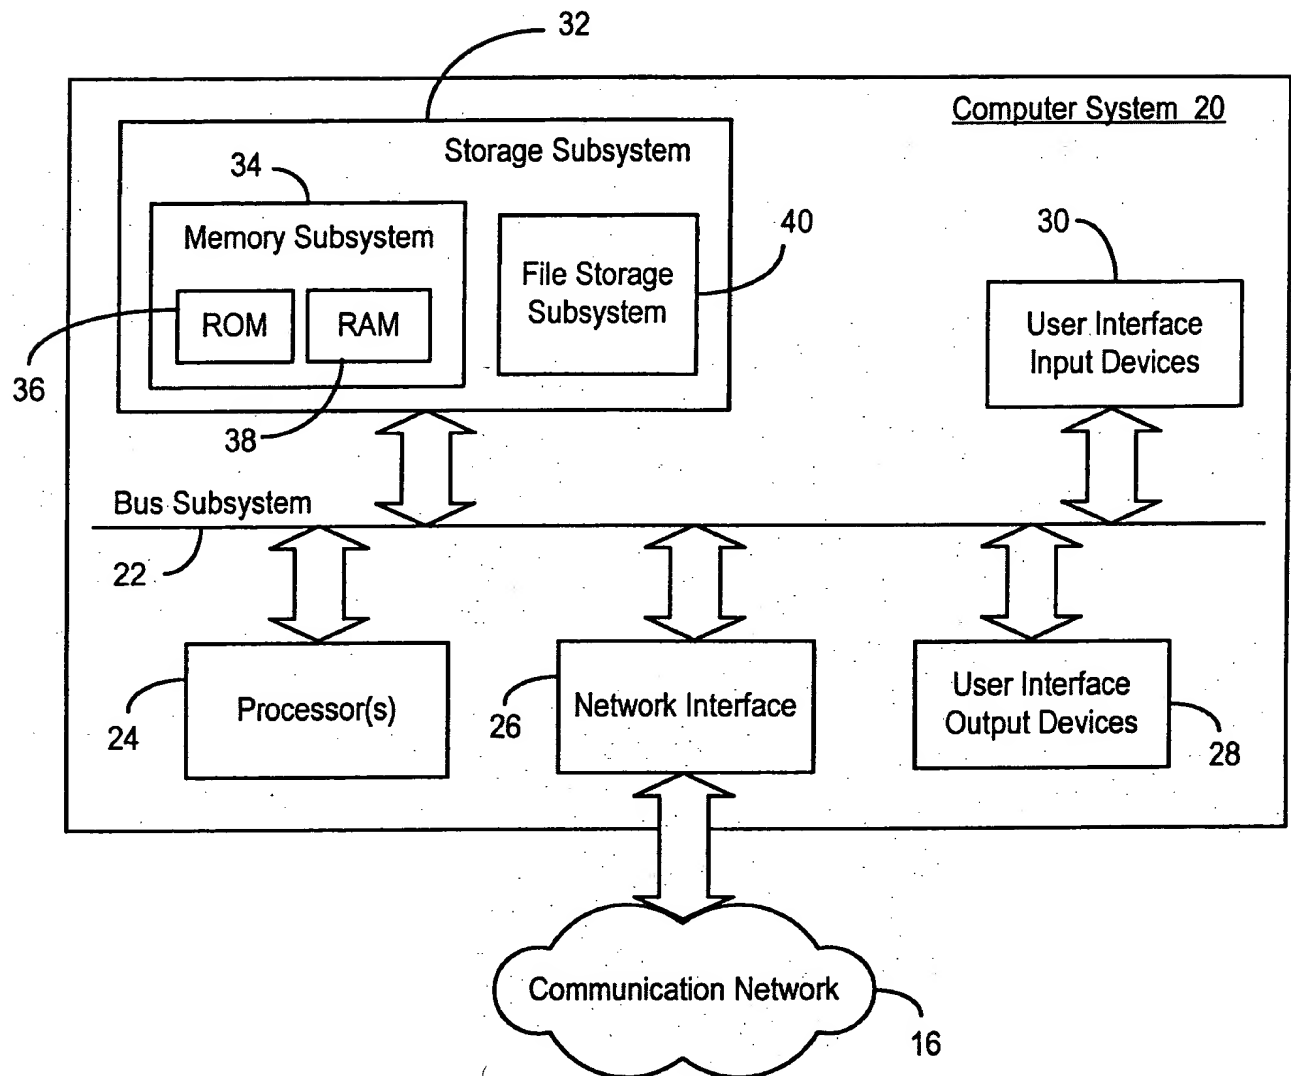 32
Computer System 20
Storage Subsystem
34
Memory Subsystem
40
30
File Storage
Subsystem
ROM
RAM
User Interface
Input Devices
36
38
Bus Subsystem
22
24
Processor(s)
26
Network Interface
User Interface
Output Devices
28
Communication Network
16